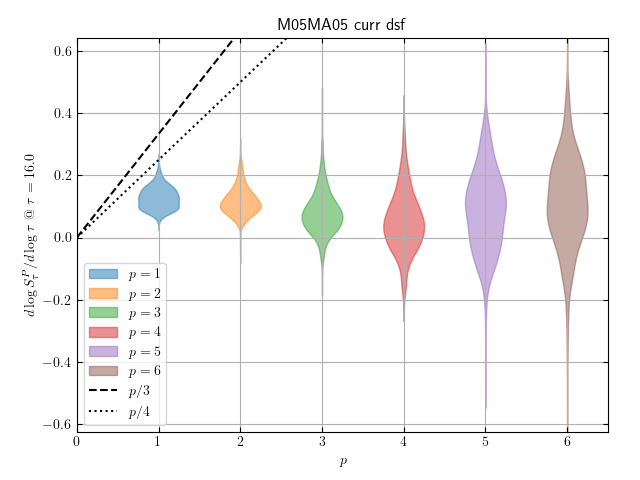 M05MA05 curr dsf
d log S_τ^P / d log τ @ τ = 16.0
0.6
0.4
0.2
0.0
−0.2
−0.4
−0.6
p = 1
p = 2
p = 3
p = 4
p = 5
p = 6
p/3
p/4
0 1 2 3 4 5 6
p